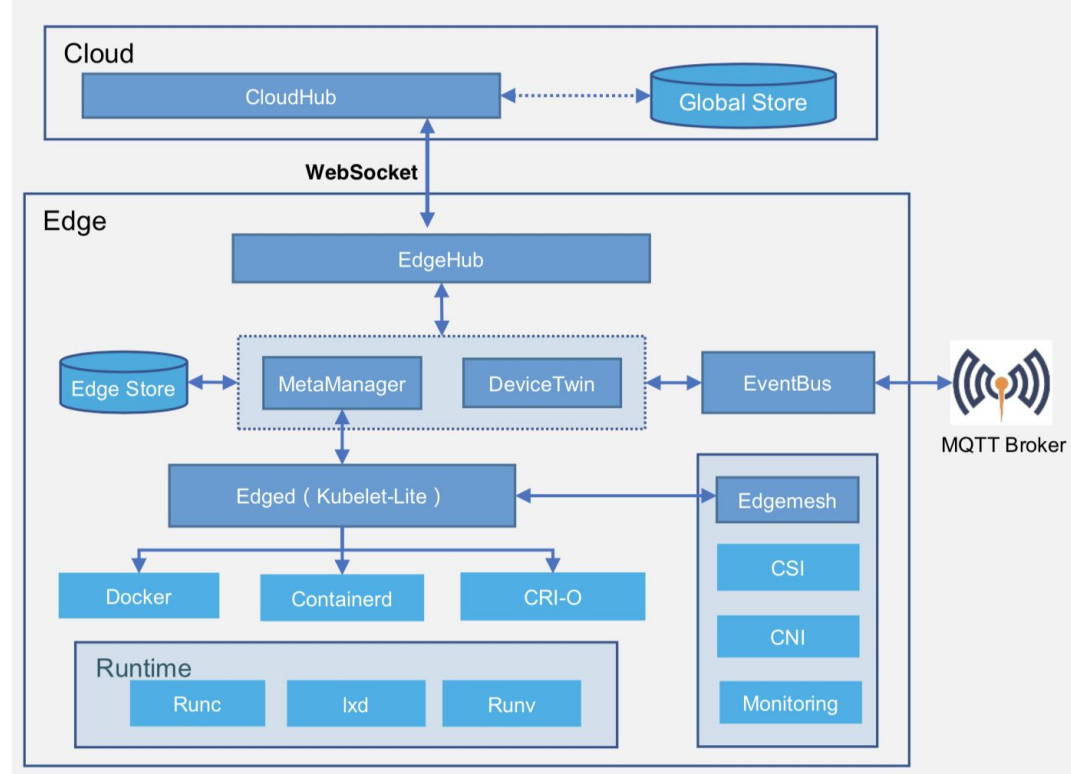 Cloud
CloudHub
Global Store
WebSocket
Edge
EdgeHub
Edge Store
MetaManager
DeviceTwin
EventBus
MQTT Broker
Edged ( Kubelet-Lite )
Edgemesh
CSI
CNI
Monitoring
Docker
Containerd
CRI-O
Runtime
Runc
lxd
Runv